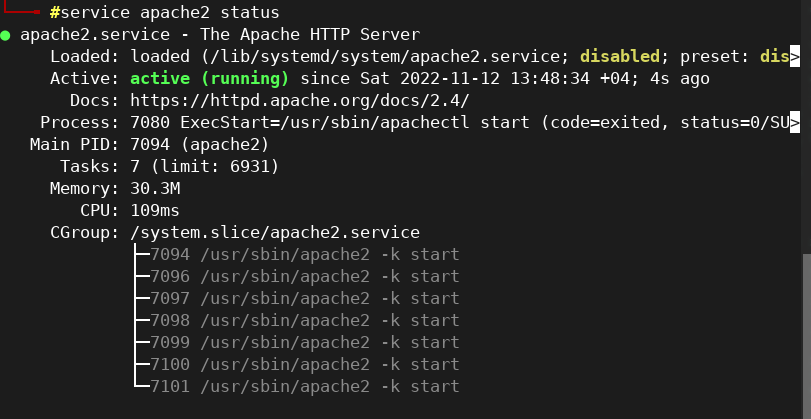 #service apache2 status
● apache2.service - The Apache HTTP Server
Loaded: loaded (/lib/systemd/system/apache2.service; disabled; preset: dis>
Active: active (running) since Sat 2022-11-12 13:48:34 +04; 4s ago
Docs: https://httpd.apache.org/docs/2.4/
Process: 7080 ExecStart=/usr/sbin/apachectl start (code=exited, status=0/SU>
Main PID: 7094 (apache2)
Tasks: 7 (limit: 6931)
Memory: 30.3M
CPU: 109ms
CGroup: /system.slice/apache2.service
├─7094 /usr/sbin/apache2 -k start
├─7096 /usr/sbin/apache2 -k start
├─7097 /usr/sbin/apache2 -k start
├─7098 /usr/sbin/apache2 -k start
├─7099 /usr/sbin/apache2 -k start
├─7100 /usr/sbin/apache2 -k start
└─7101 /usr/sbin/apache2 -k start